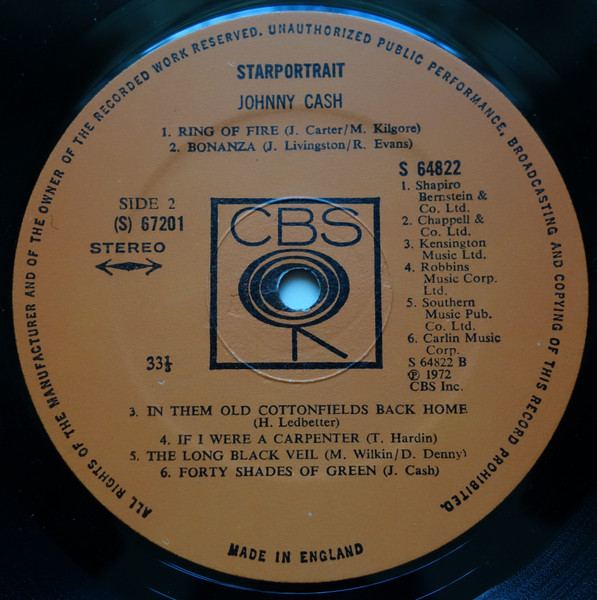 ALL RIGHTS OF THE MANUFACTURER AND OF THE OWNER OF THE RECORDED WORK RESERVED. UNAUTHORIZED PUBLIC PERFORMANCE, BROADCASTING AND COPYING OF THIS RECORD PROHIBITED.
STARPORTRAIT
JOHNNY CASH
1. RING OF FIRE (J. Carter/M. Kilgore)
2. BONANZA (J. Livingston/R. Evans)
SIDE 2
(S) 67201
STEREO
33⅓
CBS
S 64822
1. Shapiro
Bernstein &
Co. Ltd.
2. Chappell &
Co. Ltd.
3. Kensington
Music Ltd.
4. Robbins
Music Corp.
Ltd.
5. Southern
Music Pub.
Co. Ltd.
6. Carlin Music
Corp.
S 64822 B
℗ 1972
CBS Inc.
3. IN THEM OLD COTTONFIELDS BACK HOME
(H. Ledbetter)
4. IF I WERE A CARPENTER (T. Hardin)
5. THE LONG BLACK VEIL (M. Wilkin/D. Denny)
6. FORTY SHADES OF GREEN (J. Cash)
MADE IN ENGLAND